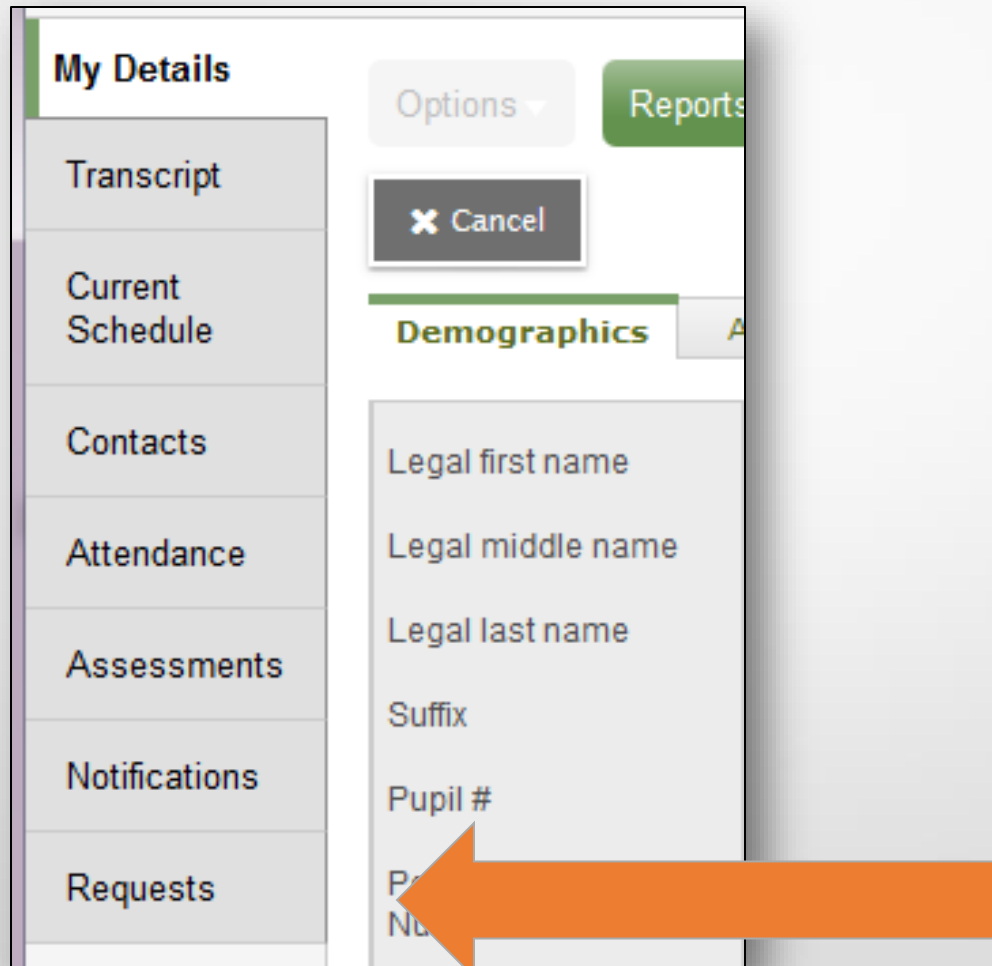 My Details
Transcript
Current
Schedule
Contacts
Attendance
Assessments
Notifications
Requests
Options
Reports
Cancel
Demographics
Legal first name
Legal middle name
Legal last name
Suffix
Pupil #